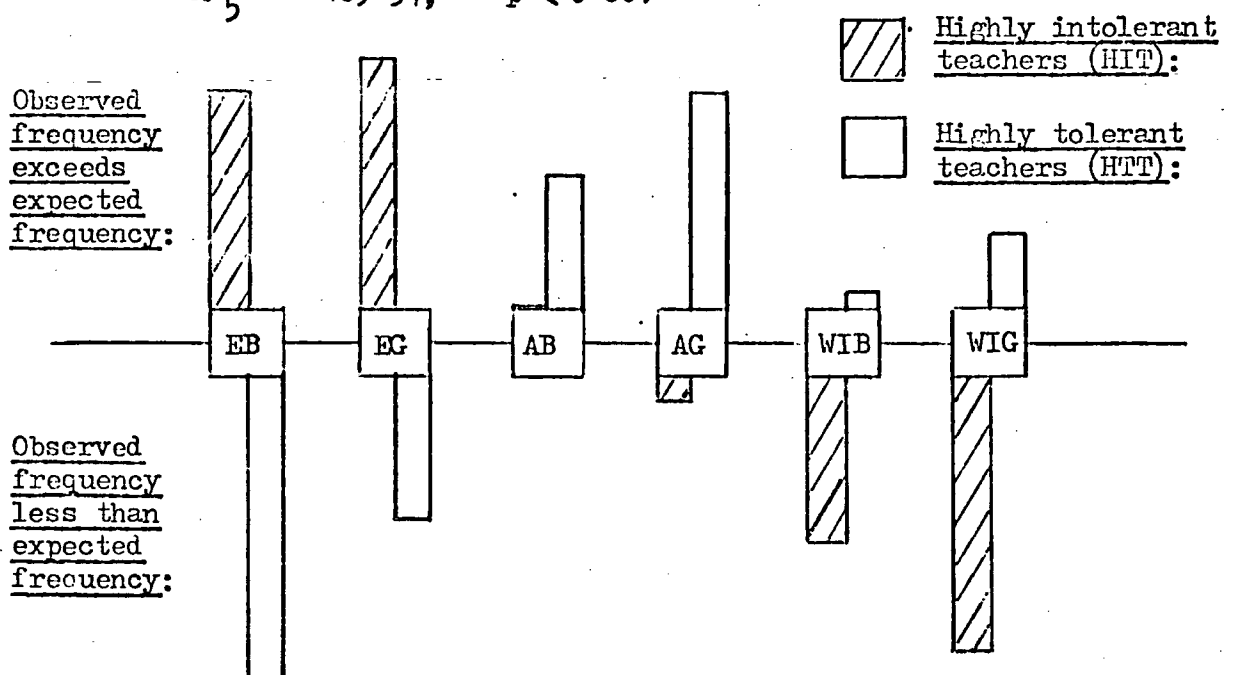 Highly intolerant
teachers (HIT):
Highly tolerant
teachers (HTT):
Observed
frequency
exceeds
expected
frequency:
EB EG AB AG WIB WIG
Observed
frequency
less than
expected
frequency: